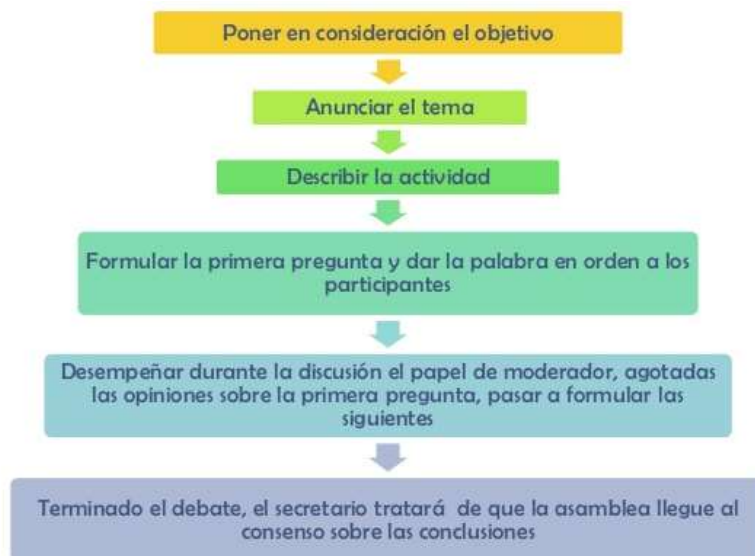 Poner en consideración el objetivo
Anunciar el tema
Describir la actividad
Formular la primera pregunta y dar la palabra en orden a los
participantes
Desempeñar durante la discusión el papel de moderador, agotadas
las opiniones sobre la primera pregunta, pasar a formular las
siguientes
Terminado el debate, el secretario tratará de que la asamblea llegue al
consenso sobre las conclusiones